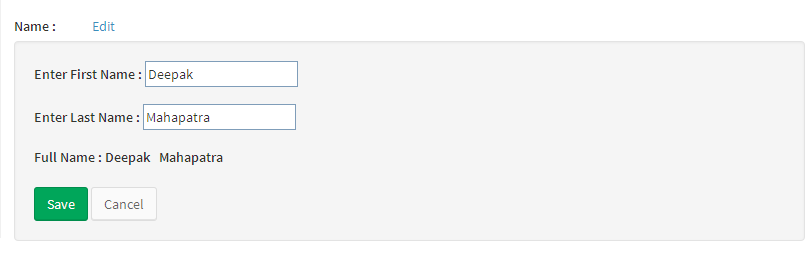 Name : Edit
Enter First Name : Deepak
Enter Last Name : Mahapatra
Full Name : Deepak Mahapatra
Save Cancel